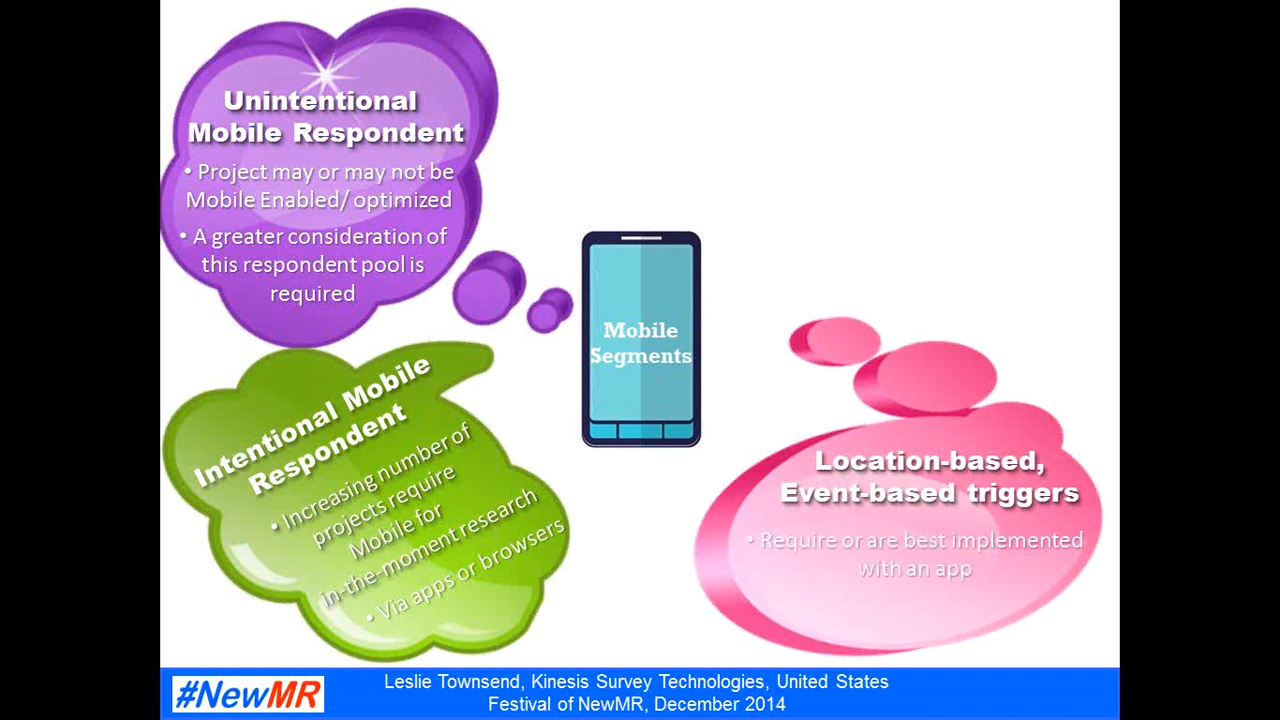 Unintentional
Mobile Respondent
• Project may or may not be
Mobile Enabled/ optimized
• A greater consideration of
this respondent pool is
required
Mobile
Segments
Intentional Mobile
Respondent
• Increasing number of
projects require
Mobile for
in-the-moment research
• Via apps or browsers
Location-based,
Event-based triggers
• Require or are best implemented
with an app
#NewMR
Leslie Townsend, Kinesis Survey Technologies, United States
Festival of NewMR, December 2014